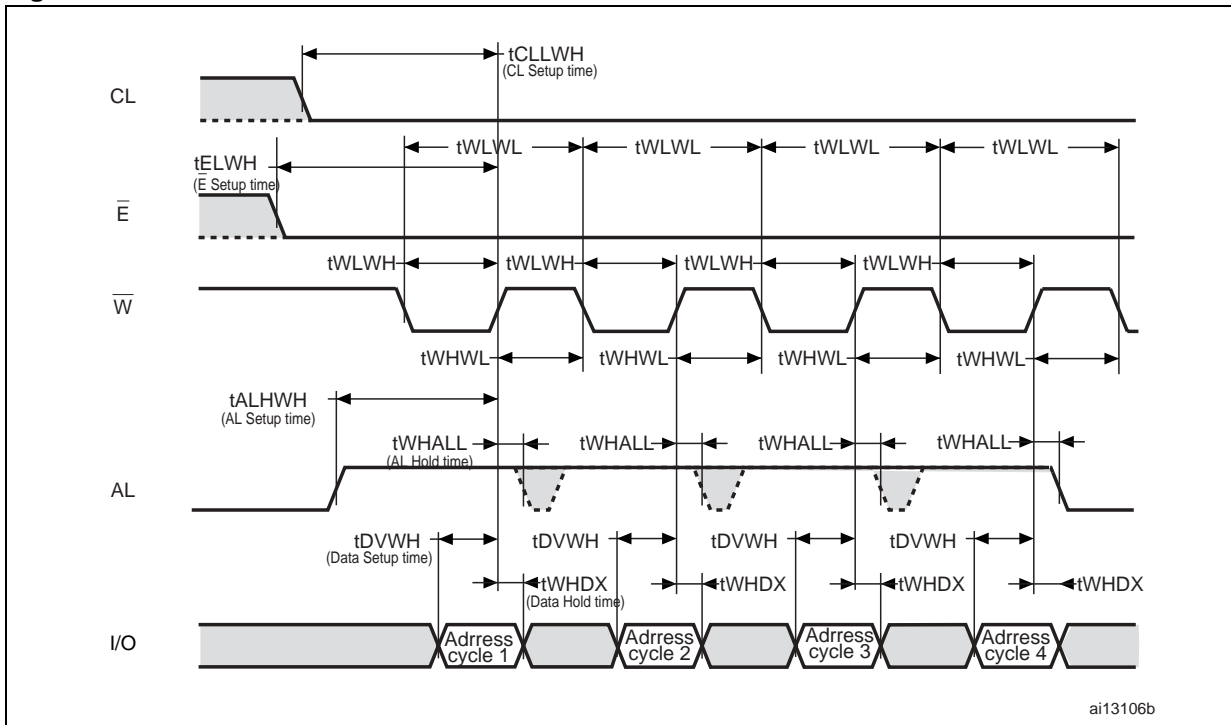 tCLLWH
(CL Setup time)
CL
tWLWL tWLWL tWLWL tWLWL
tELWH
(E Setup time)
E
tWLWH tWLWH tWLWH tWLWH
W
tWHWL tWHWL tWHWL tWHWL
tALHWH
(AL Setup time)
tWHALL tWHALL tWHALL tWHALL
(AL Hold time)
AL
tDVWH tDVWH tDVWH tDVWH
(Data Setup time)
tWHDX tWHDX tWHDX tWHDX
(Data Hold time)
I/O
Adrress Adrress Adrress Adrress
cycle 1 cycle 2 cycle 3 cycle 4
ai13106b